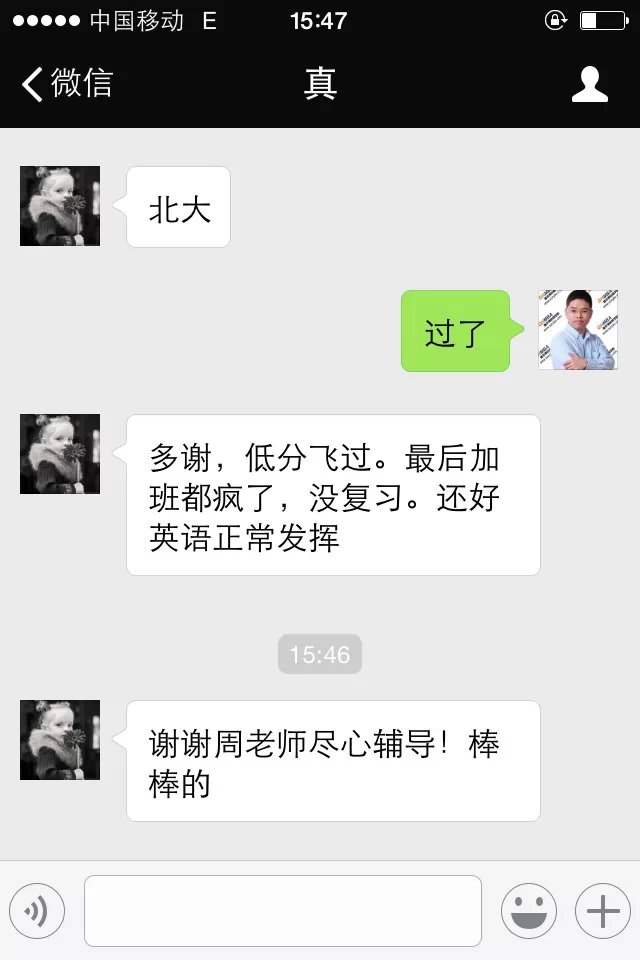 中国移动 E 15:47
微信 真
北大
过了
多谢，低分飞过。最后加
班都疯了，没复习。还好
英语正常发挥
15:46
谢谢周老师尽心辅导！棒
棒的